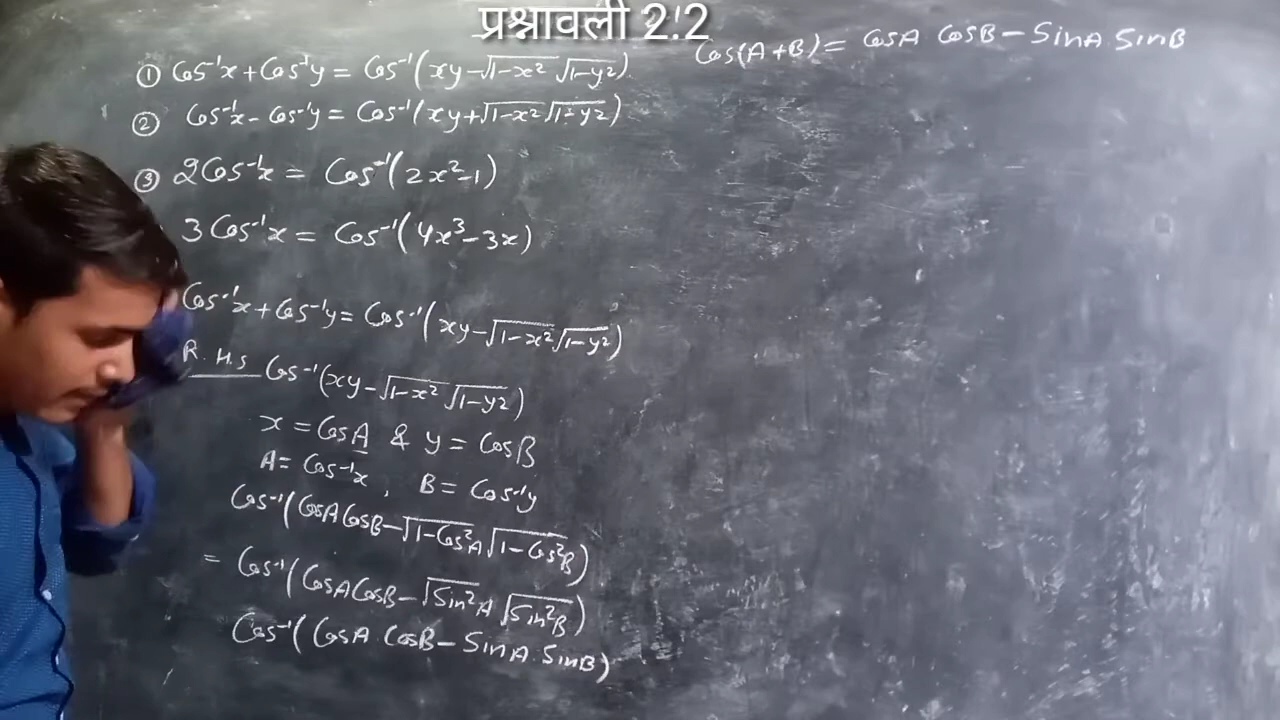 प्रश्नावली 2.2
Cos(A+B) = CosA CosB - SinA SinB
① Cos⁻¹x + Cos⁻¹y = Cos⁻¹(xy - √1-x² √1-y²)
② Cos⁻¹x - Cos⁻¹y = Cos⁻¹(xy + √1-x² √1-y²)
③ 2Cos⁻¹x = Cos⁻¹(2x²-1)
3Cos⁻¹x = Cos⁻¹(4x³-3x)
Cos⁻¹x + Cos⁻¹y = Cos⁻¹(xy - √1-x² √1-y²)
R.H.S Cos⁻¹(xy - √1-x² √1-y²)
x = CosA & y = CosB
A = Cos⁻¹x , B = Cos⁻¹y
Cos⁻¹(CosA CosB - √1-Cos²A √1-Cos²B)
= Cos⁻¹(CosA CosB - √Sin²A √Sin²B)
Cos⁻¹(CosA CosB - SinA. SinB)